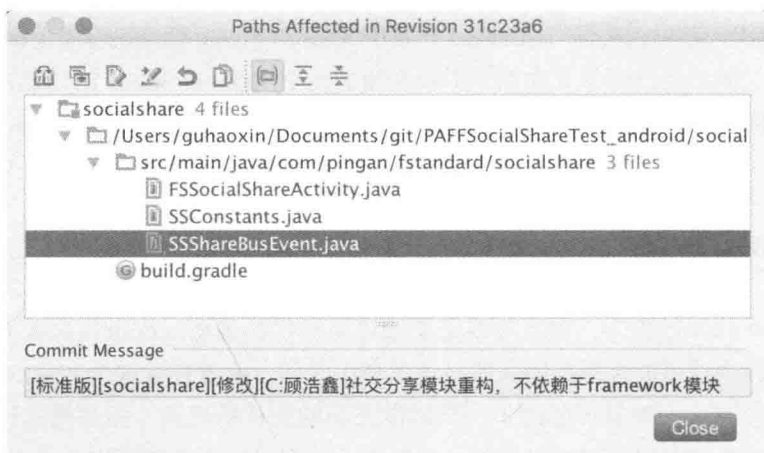 Paths Affected in Revision 31c23a6
socialshare 4 files
/Users/guhaoxin/Documents/git/PAFFSocialShareTest_android/social
src/main/java/com/pingan/fstandard/socialshare 3 files
FSSocialShareActivity.java
SSConstants.java
SSShareBusEvent.java
build.gradle
Commit Message
[标准版][socialshare][修改][C:顾浩鑫]社交分享模块重构，不依赖于framework模块
Close